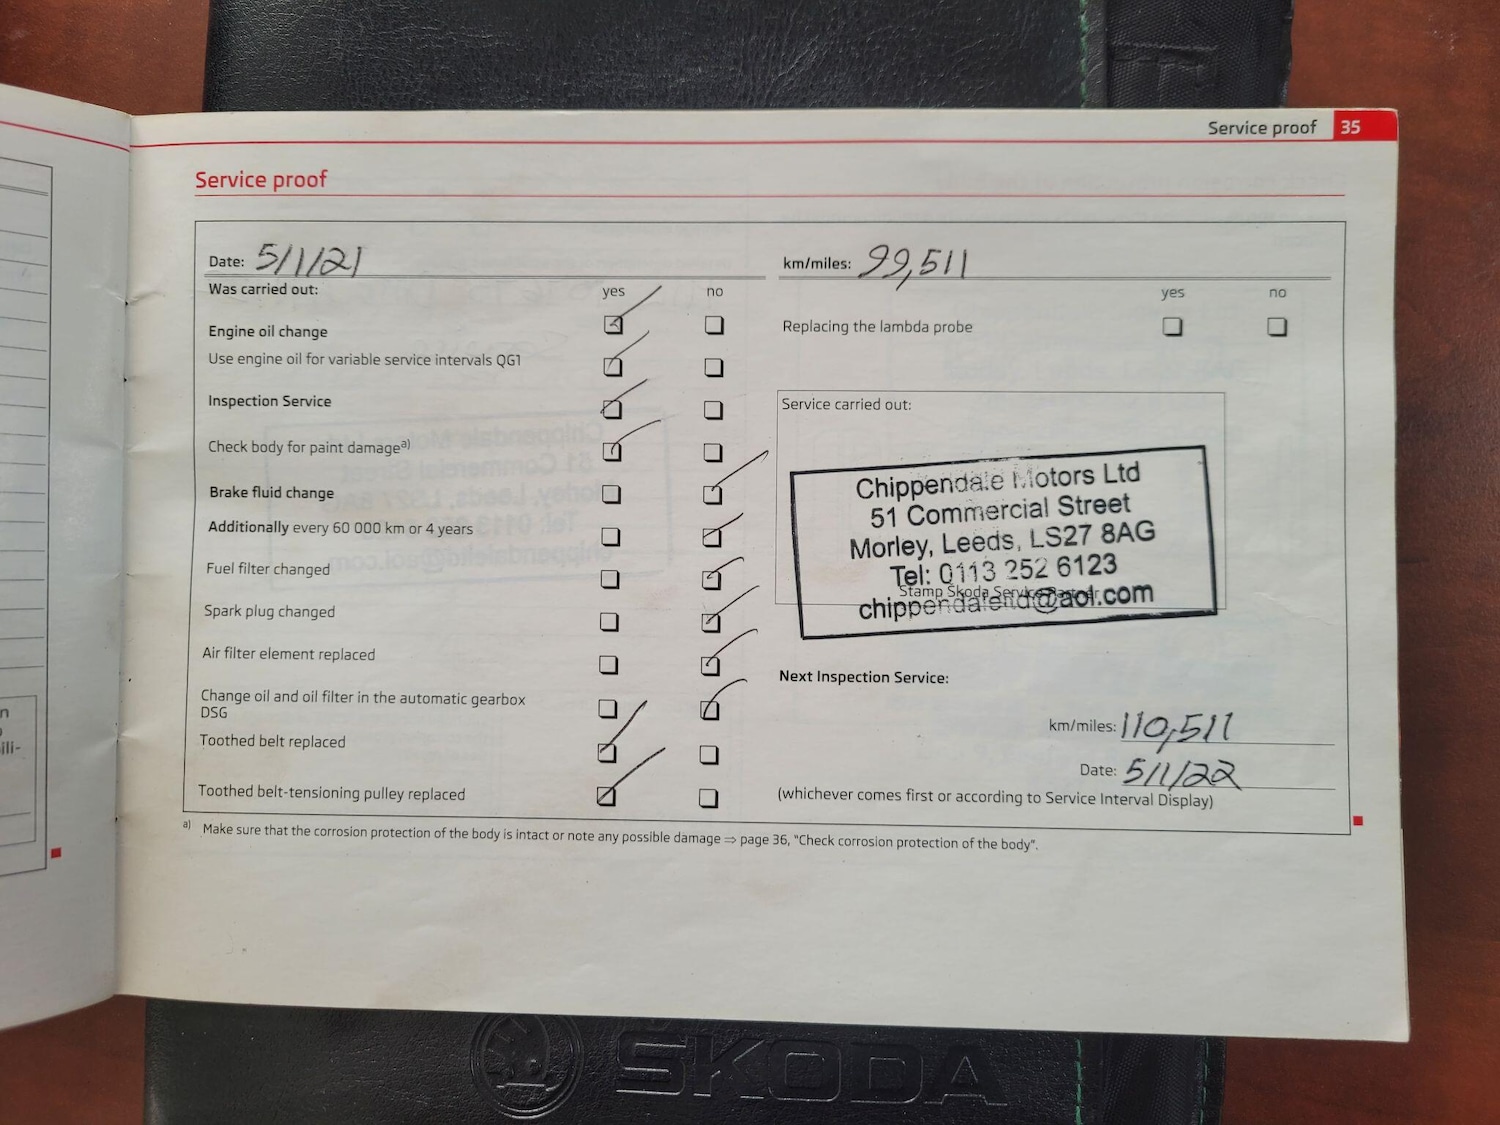 Service proof 35
Service proof
Date: 5/1/21
km/miles: 99,511
Was carried out: yes no
Engine oil change
Use engine oil for variable service intervals QG1
Inspection Service
Check body for paint damage a)
Brake fluid change
Additionally every 60 000 km or 4 years
Fuel filter changed
Spark plug changed
Air filter element replaced
Change oil and oil filter in the automatic gearbox
DSG
Toothed belt replaced
Toothed belt-tensioning pulley replaced
yes no
Replacing the lambda probe
Service carried out:
Chippendale Motors Ltd
51 Commercial Street
Morley, Leeds, LS27 8AG
Tel: 0113 252 6123
Stamp Škoda Service Partner
chippendaleltd@aol.com
Next Inspection Service:
km/miles: 110,511
Date: 5/1/22
(whichever comes first or according to Service Interval Display)
a) Make sure that the corrosion protection of the body is intact or note any possible damage ⇒ page 36, "Check corrosion protection of the body".
ŠKODA